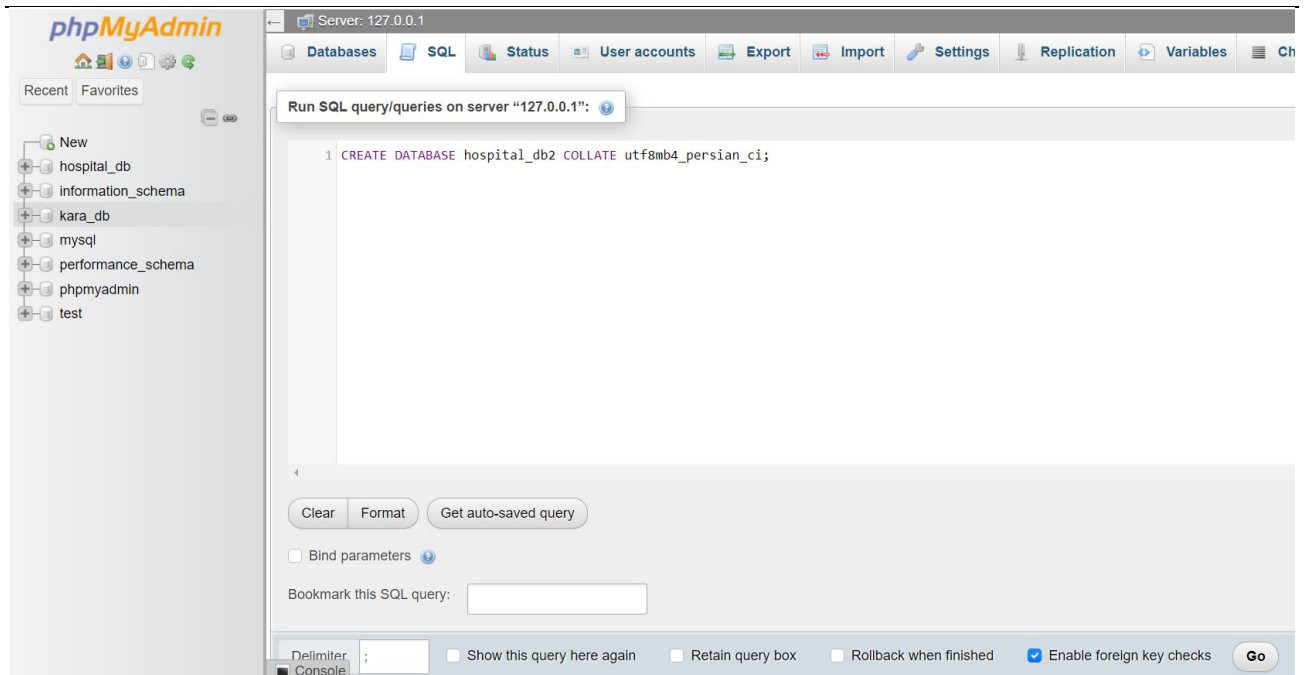 phpMyAdmin
Recent Favorites
New
hospital_db
information_schema
kara_db
mysql
performance_schema
phpmyadmin
test
Server: 127.0.0.1
Databases SQL Status User accounts Export Import Settings Replication Variables Ch
Run SQL query/queries on server “127.0.0.1”:
1 CREATE DATABASE hospital_db2 COLLATE utf8mb4_persian_ci;
Clear Format Get auto-saved query
Bind parameters
Bookmark this SQL query:
Delimiter ; Show this query here again Retain query box Rollback when finished Enable foreign key checks Go
Console